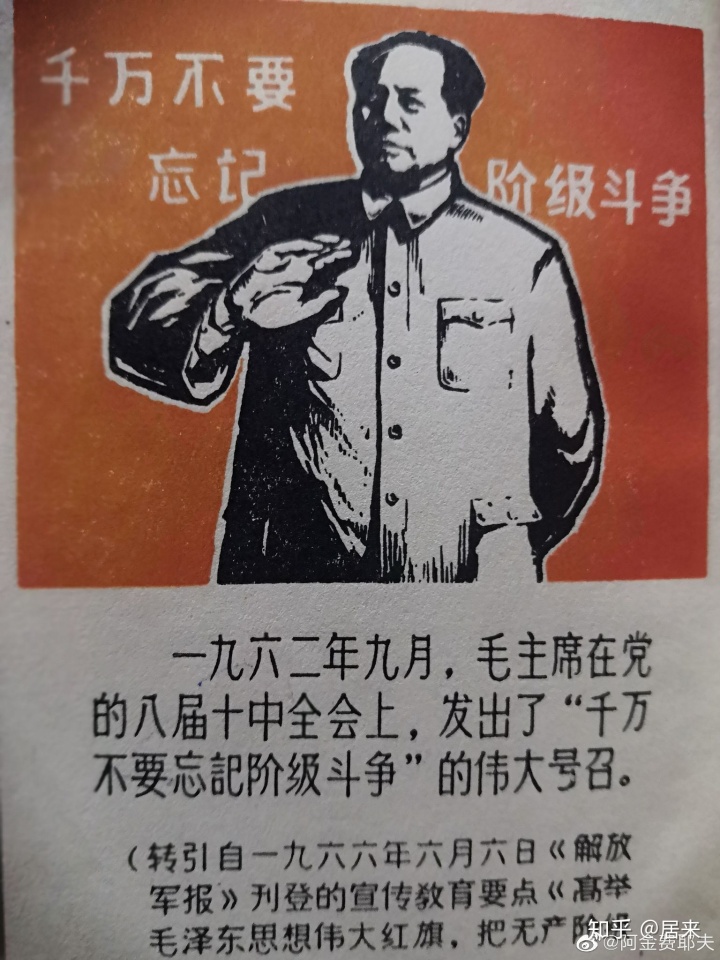 千万不要
忘记
阶级斗争
一九六二年九月，毛主席在党
的八届十中全会上，发出了“千万
不要忘記阶级斗争”的伟大号召。
（转引自一九六六年六月六日《解放
军报》刊登的宣传敎育要点《高举
毛泽东思想伟大红旗，把无产阶级
知乎 @居来
@阿金费耶夫